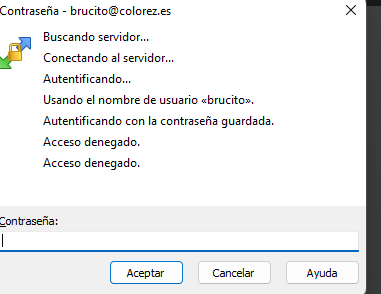 Contraseña - brucito@colorez.es
Buscando servidor...
Conectando al servidor...
Autentificando...
Usando el nombre de usuario «brucito».
Autentificando con la contraseña guardada.
Acceso denegado.
Acceso denegado.
Contraseña:
Aceptar
Cancelar
Ayuda